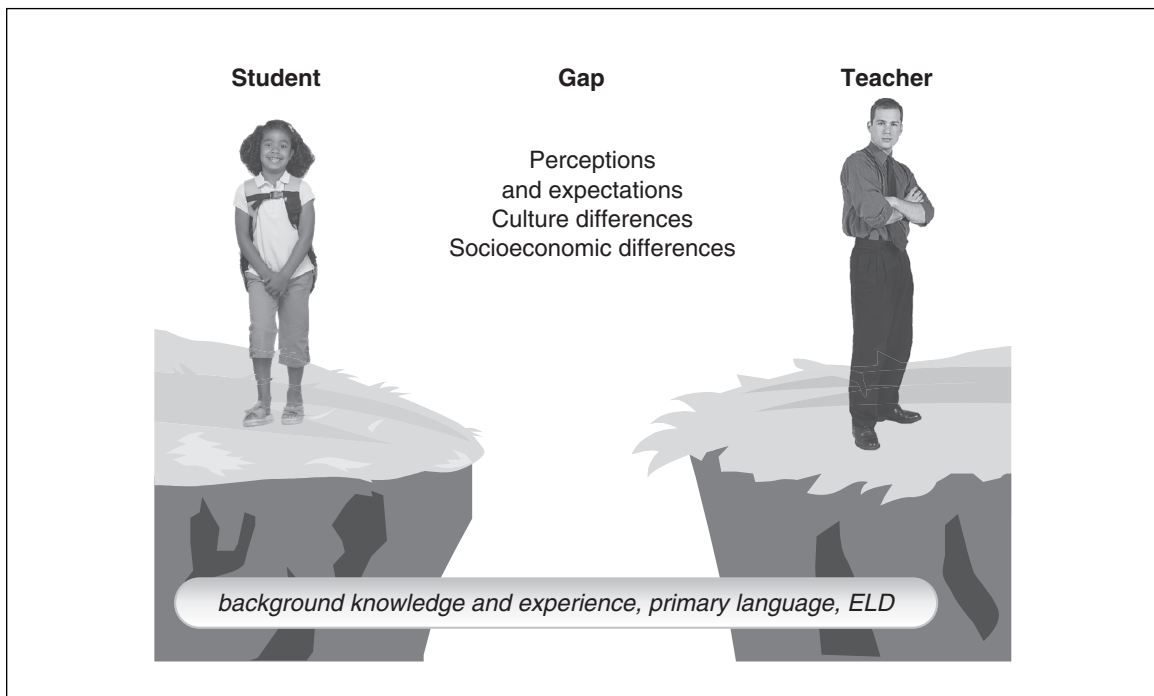 Student
Gap
Teacher
Perceptions
and expectations
Culture differences
Socioeconomic differences
background knowledge and experience, primary language, ELD